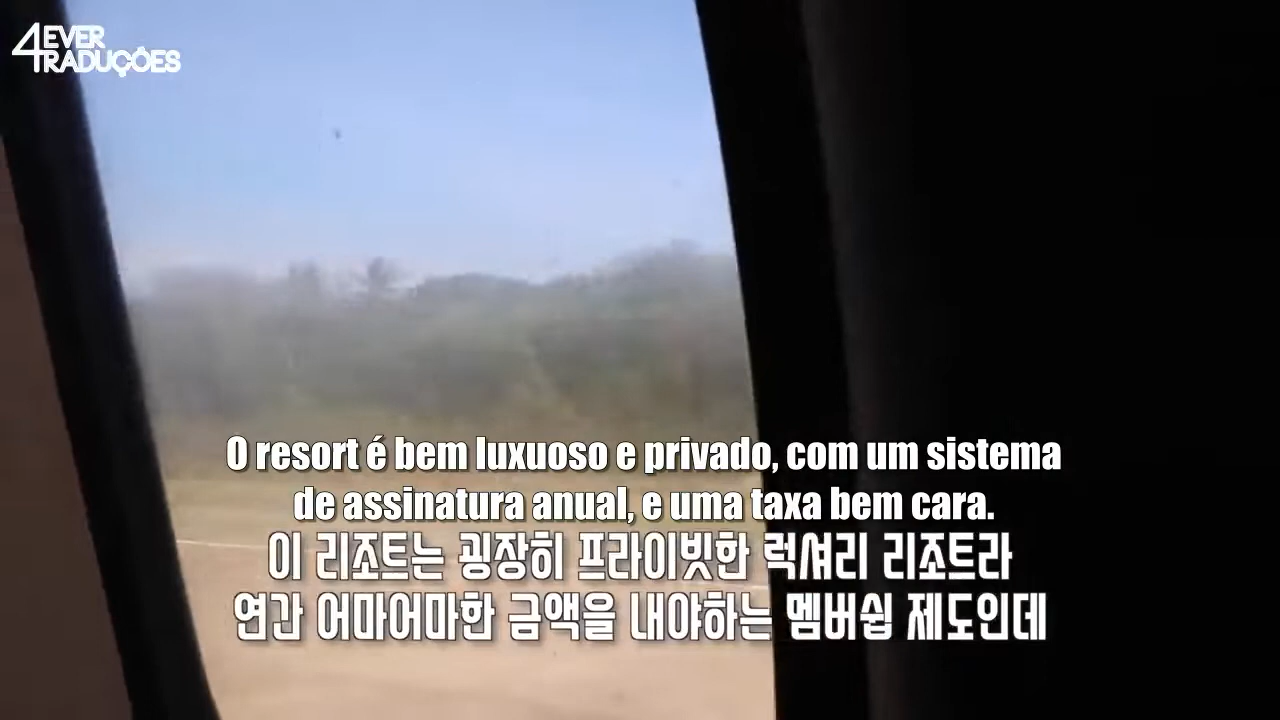 4EVER
TRADUÇÕES
O resort é bem luxuoso e privado, com um sistema
de assinatura anual, e uma taxa bem cara.
이 리조트는 굉장히 프라이빗한 럭셔리 리조트라
연간 어마어마한 금액을 내야하는 멤버쉽 제도인데